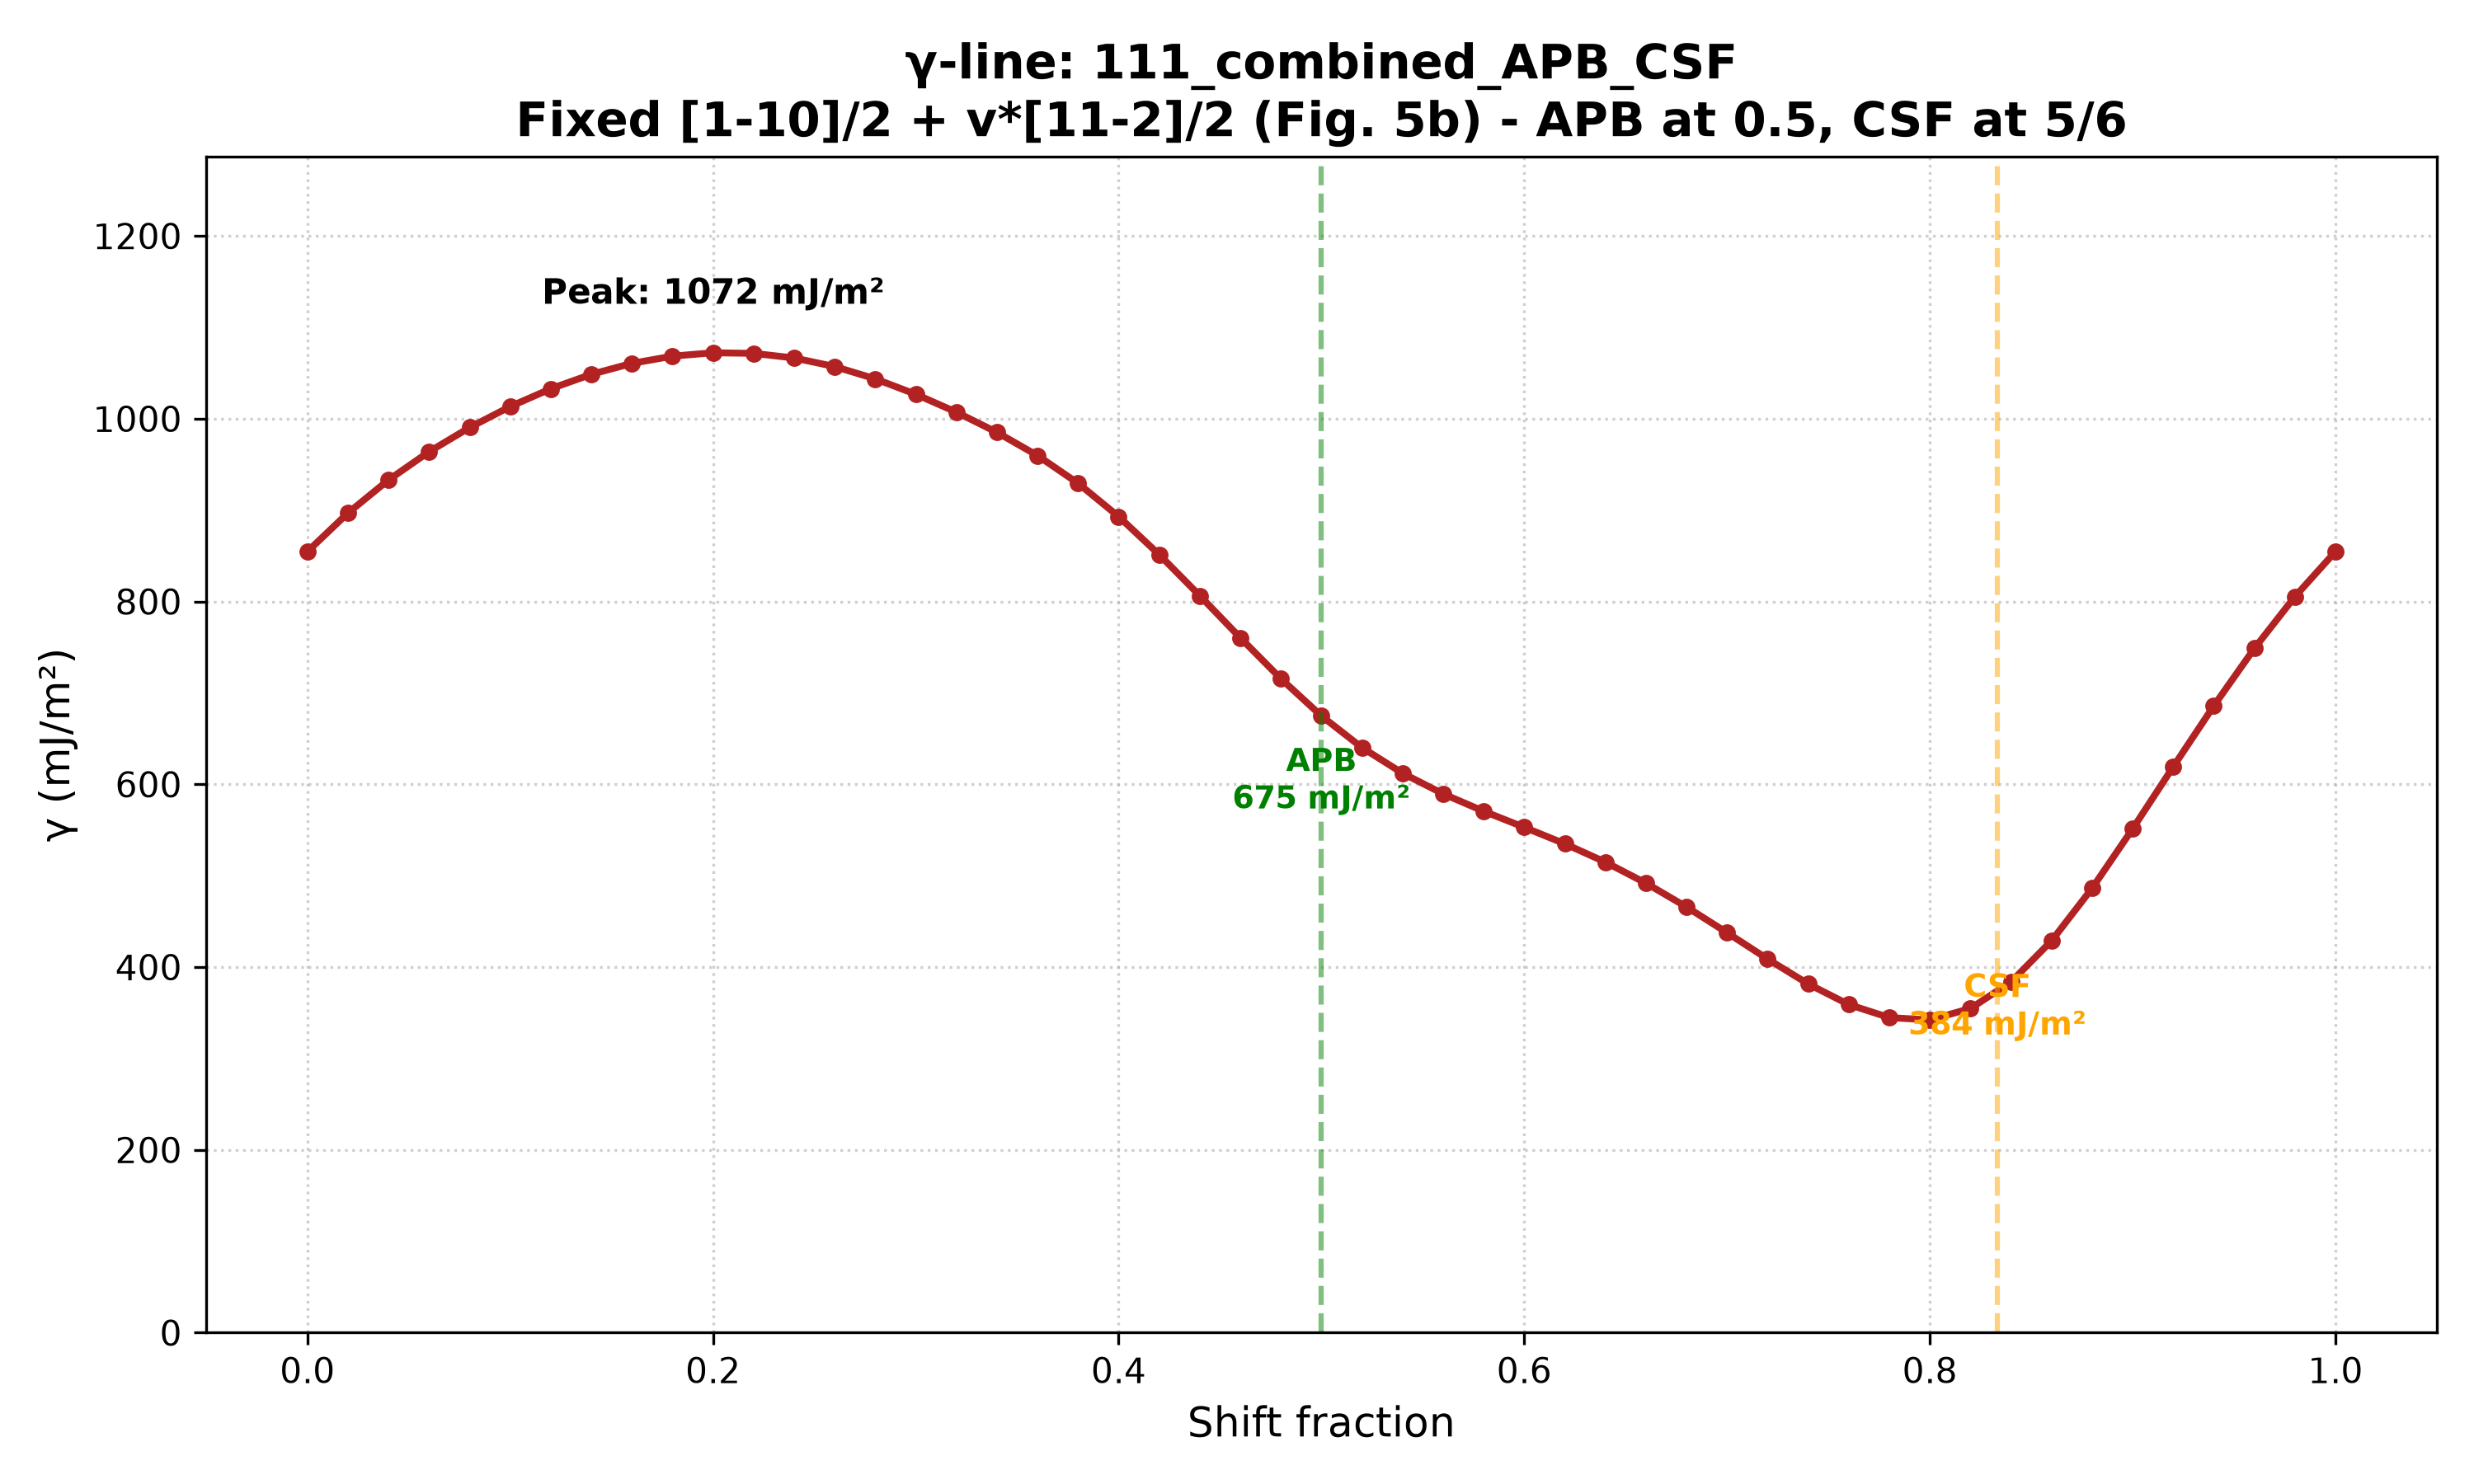 γ-line: 111_combined_APB_CSF
Fixed [1-10]/2 + v*[11-2]/2 (Fig. 5b) - APB at 0.5, CSF at 5/6
1200
1000
800
600
400
200
0
γ (mJ/m²)
Peak: 1072 mJ/m²
APB
675 mJ/m²
CSF
384 mJ/m²
0.0
0.2
0.4
0.6
0.8
1.0
Shift fraction